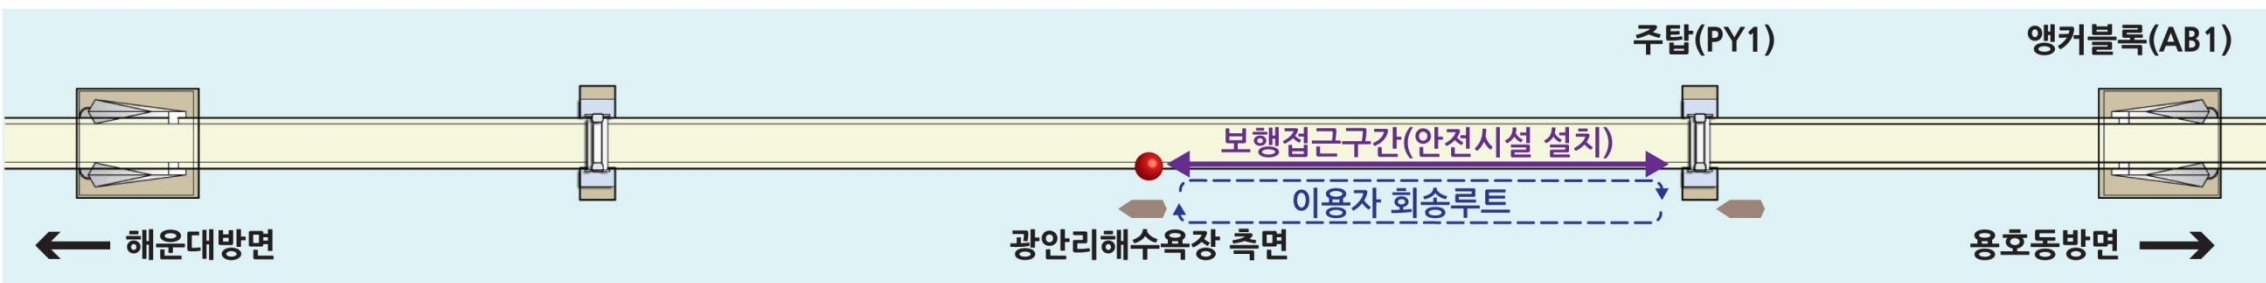 주탑(PY1)
앵커블록(AB1)
보행접근구간(안전시설 설치)
이용자 회송루트
해운대방면
광안리해수욕장 측면
용호동방면